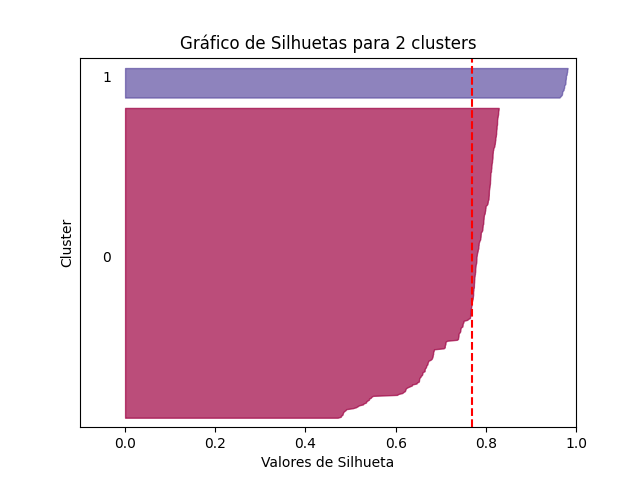 Gráfico de Silhuetas para 2 clusters
1
0
Cluster
0.0 0.2 0.4 0.6 0.8 1.0
Valores de Silhueta